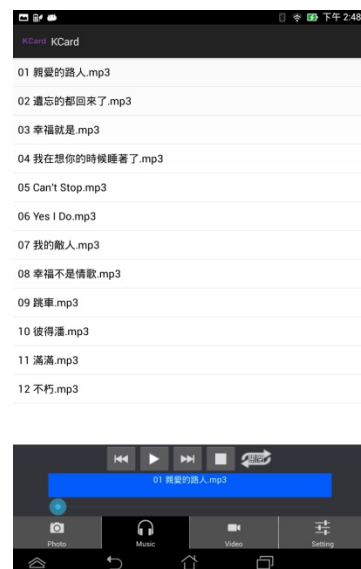 下午 2:48
KCard KCard
01 親愛的路人.mp3
02 遺忘的都回來了.mp3
03 幸福就是.mp3
04 我在想你的時候睡著了.mp3
05 Can't Stop.mp3
06 Yes I Do.mp3
07 我的敵人.mp3
08 幸福不是情歌.mp3
09 跳車.mp3
10 彼得潘.mp3
11 滿滿.mp3
12 不朽.mp3
01 親愛的路人.mp3
Photo Music Video Setting